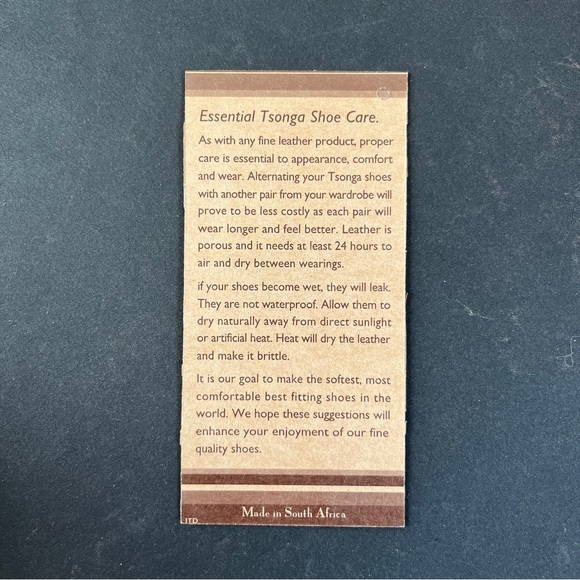 Essential Tsonga Shoe Care.
As with any fine leather product, proper
care is essential to appearance, comfort
and wear. Alternating your Tsonga shoes
with another pair from your wardrobe will
prove to be less costly as each pair will
wear longer and feel better. Leather is
porous and it needs at least 24 hours to
air and dry between wearings.
if your shoes become wet, they will leak.
They are not waterproof. Allow them to
dry naturally away from direct sunlight
or artificial heat. Heat will dry the leather
and make it brittle.
It is our goal to make the softest, most
comfortable best fitting shoes in the
world. We hope these suggestions will
enhance your enjoyment of our fine
quality shoes.
Made in South Africa
ITD